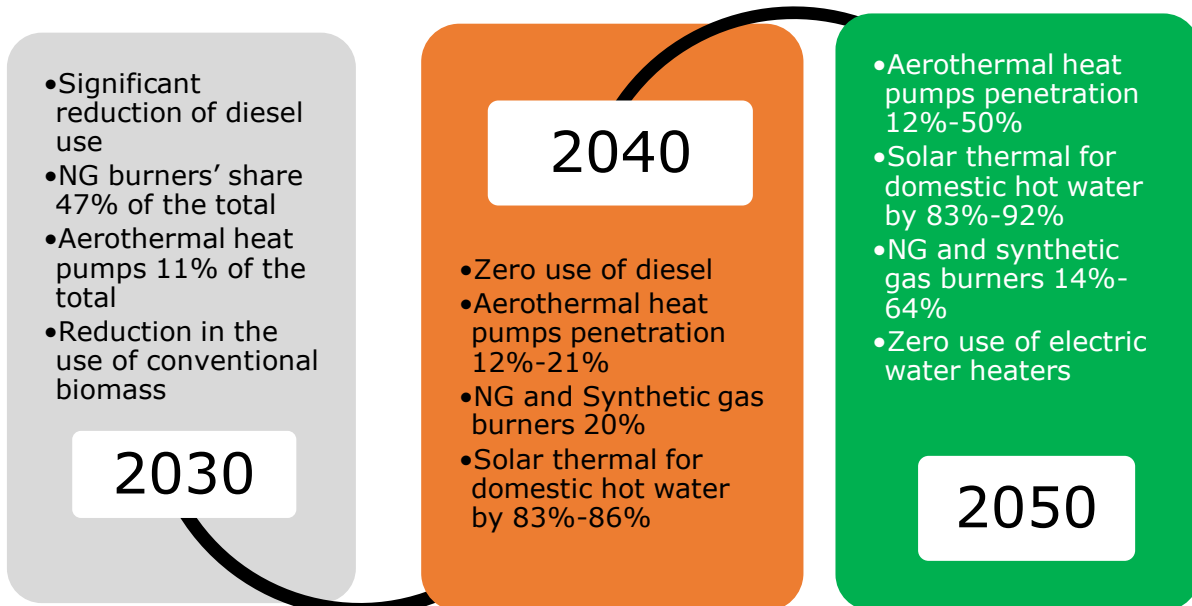 •Significant
reduction of diesel
use
•NG burners’ share
47% of the total
•Aerothermal heat
pumps 11% of the
total
•Reduction in the
use of conventional
biomass
2030
2040
•Zero use of diesel
•Aerothermal heat
pumps penetration
12%-21%
•NG and Synthetic gas
burners 20%
•Solar thermal for
domestic hot water
by 83%-86%
•Aerothermal heat
pumps penetration
12%-50%
•Solar thermal for
domestic hot water
by 83%-92%
•NG and synthetic
gas burners 14%-
64%
•Zero use of electric
water heaters
2050